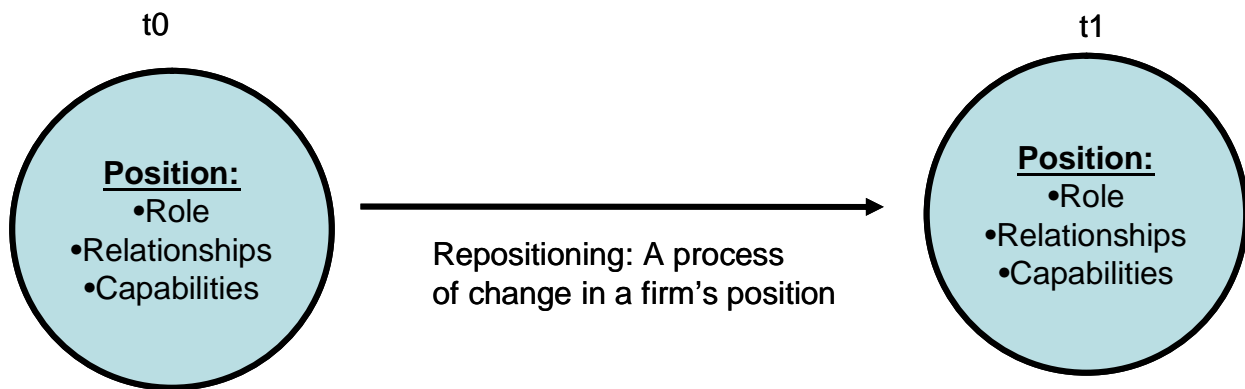 t0
Position:
•Role
•Relationships
•Capabilities
Repositioning: A process
of change in a firm’s position
t1
Position:
•Role
•Relationships
•Capabilities